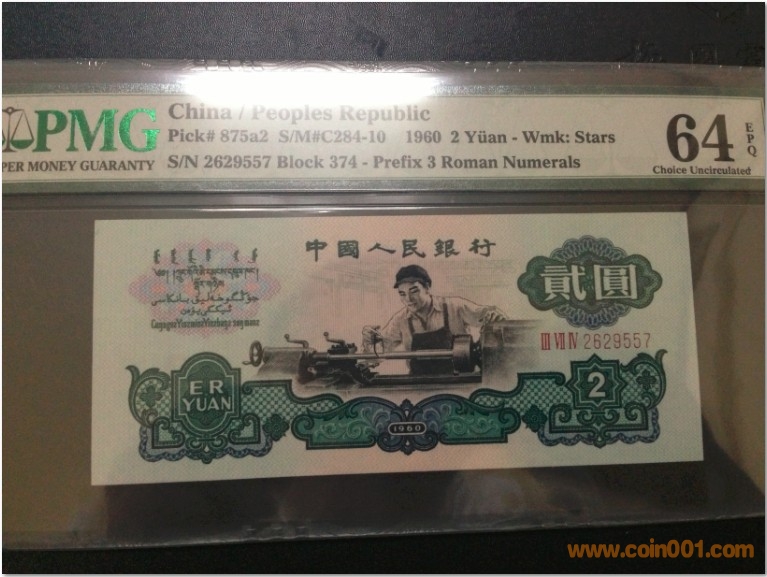 PMG
PER MONEY GUARANTY
China / Peoples Republic
Pick# 875a2 S/M#C284-10 1960 2 Yüan - Wmk: Stars
S/N 2629557 Block 374 - Prefix 3 Roman Numerals
64 EPQ
Choice Uncirculated
中國人民銀行
貳圓
III VII IV 2629557
ER
YUAN
1960
2
www.coin001.com